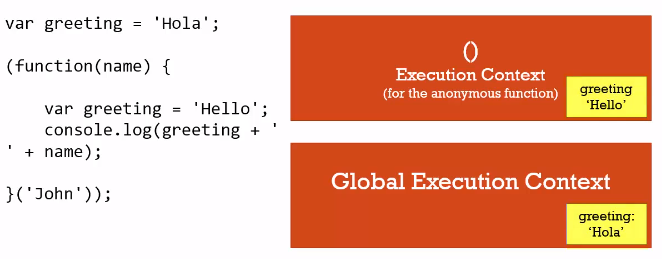 var greeting = 'Hola';
(function(name) {
var greeting = 'Hello';
console.log(greeting + '
' + name);
}('John'));
()
Execution Context
(for the anonymous function)
greeting
‘Hello’
Global Execution Context
greeting:
‘Hola’